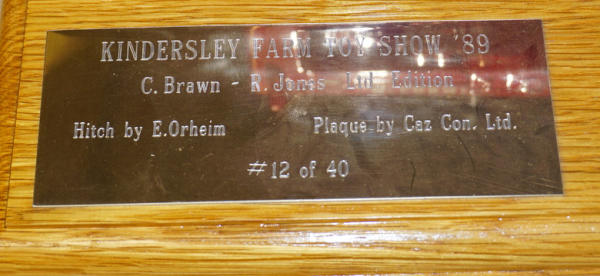 KINDERSLEY FARM TOY SHOW '89
C. Brawn - R. Jones Ltd Edition
Hitch by E.Orheim Plaque by Caz Con. Ltd.
#12 of 40